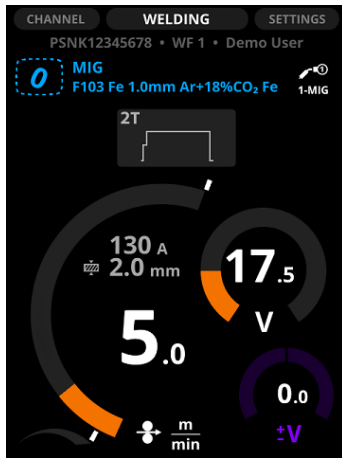 CHANNEL WELDING SETTINGS
PSNK12345678 • WF 1 • Demo User
0 MIG
F103 Fe 1.0mm Ar+18%CO₂ Fe
1
1-MIG
2T
130 A
2.0 mm
17.5
V
5.0
0.0
±V
m
min